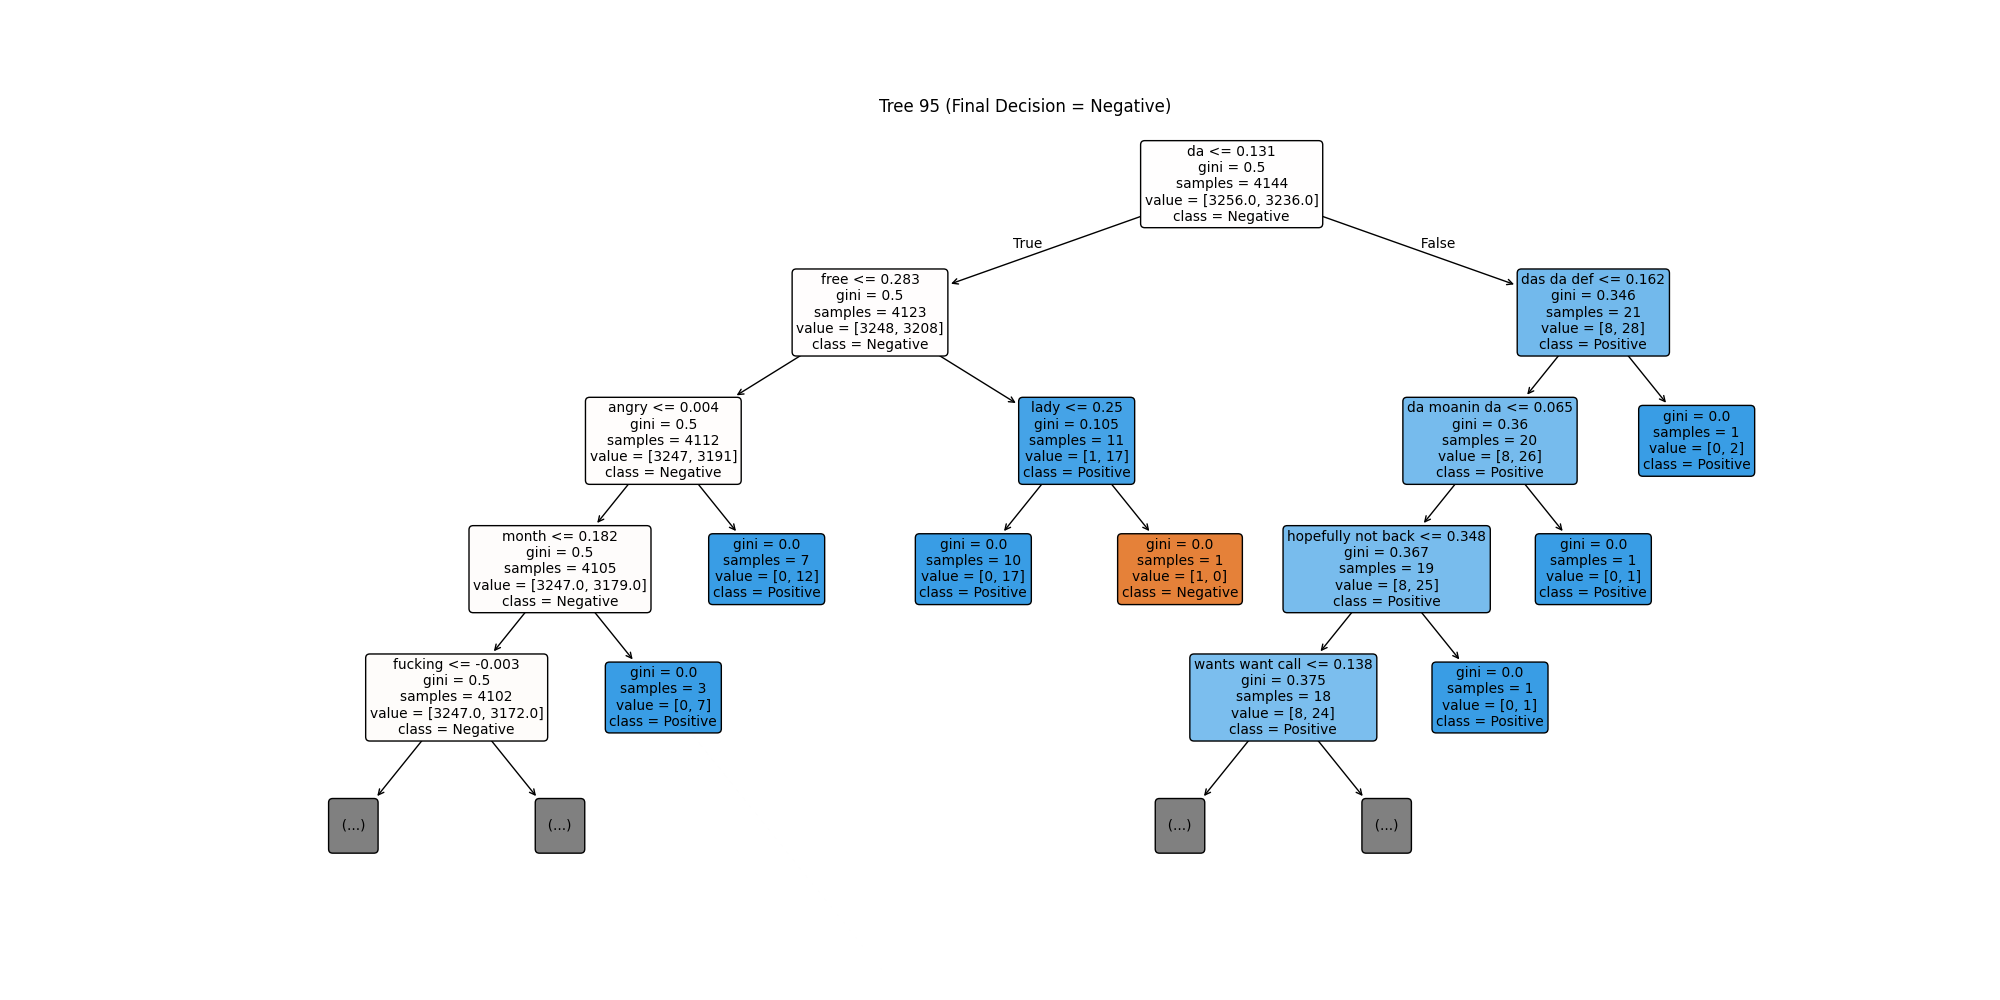 Tree 95 (Final Decision = Negative)
da <= 0.131
gini = 0.5
samples = 4144
value = [3256.0, 3236.0]
class = Negative
True
False
free <= 0.283
gini = 0.5
samples = 4123
value = [3248, 3208]
class = Negative
das da def <= 0.162
gini = 0.346
samples = 21
value = [8, 28]
class = Positive
angry <= 0.004
gini = 0.5
samples = 4112
value = [3247, 3191]
class = Negative
lady <= 0.25
gini = 0.105
samples = 11
value = [1, 17]
class = Positive
da moanin da <= 0.065
gini = 0.36
samples = 20
value = [8, 26]
class = Positive
gini = 0.0
samples = 1
value = [0, 2]
class = Positive
month <= 0.182
gini = 0.5
samples = 4105
value = [3247.0, 3179.0]
class = Negative
gini = 0.0
samples = 7
value = [0, 12]
class = Positive
gini = 0.0
samples = 10
value = [0, 17]
class = Positive
gini = 0.0
samples = 1
value = [1, 0]
class = Negative
hopefully not back <= 0.348
gini = 0.367
samples = 19
value = [8, 25]
class = Positive
gini = 0.0
samples = 1
value = [0, 1]
class = Positive
fucking <= -0.003
gini = 0.5
samples = 4102
value = [3247.0, 3172.0]
class = Negative
gini = 0.0
samples = 3
value = [0, 7]
class = Positive
wants want call <= 0.138
gini = 0.375
samples = 18
value = [8, 24]
class = Positive
gini = 0.0
samples = 1
value = [0, 1]
class = Positive
(...)
(...)
(...)
(...)